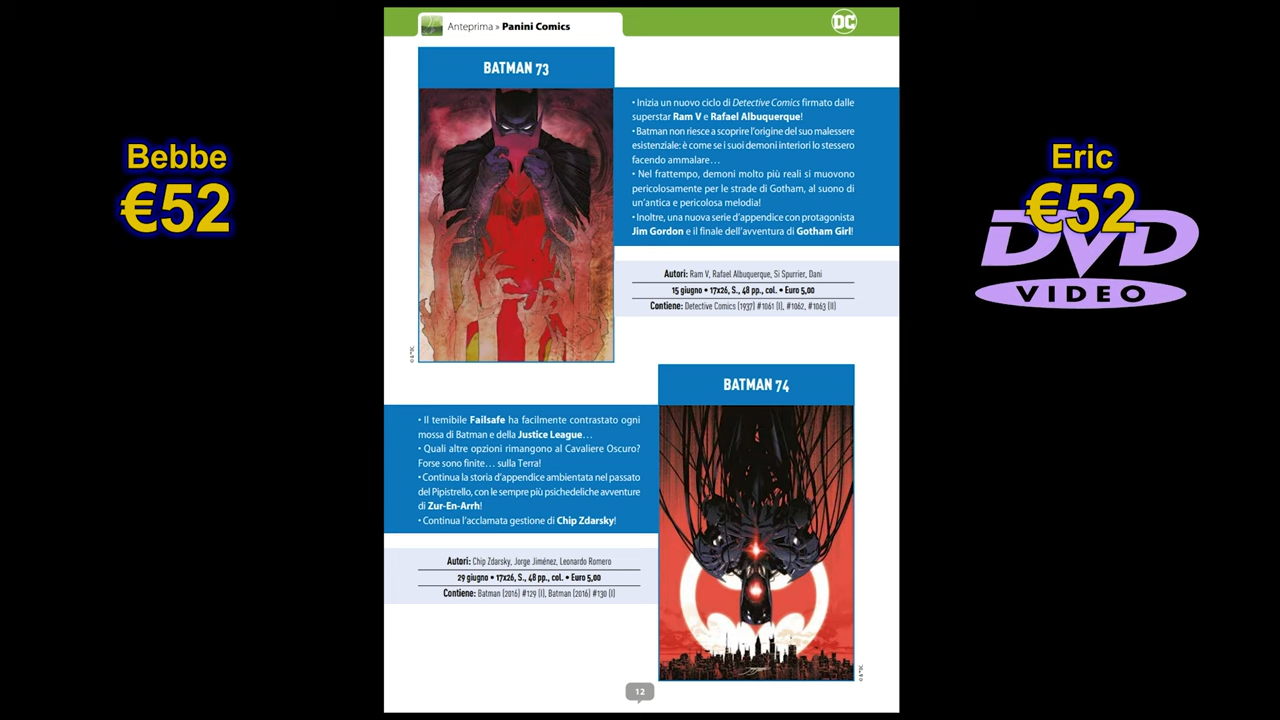 Anteprima » Panini Comics
DC
BATMAN 73
• Inizia un nuovo ciclo di Detective Comics firmato dalle
superstar Ram V e Rafael Albuquerque!
• Batman non riesce a scoprire l'origine del suo malessere
esistenziale: è come se i suoi demoni interiori lo stessero
facendo ammalare…
• Nel frattempo, demoni molto più reali si muovono
pericolosamente per le strade di Gotham, al suono di
un'antica e pericolosa melodia!
• Inoltre, una nuova serie d'appendice con protagonista
Jim Gordon e il finale dell'avventura di Gotham Girl!
Autori: Ram V, Rafael Albuquerque, Si Spurrier, Dani
15 giugno • 17x26, S., 48 pp., col. • Euro 5,00
Contiene: Detective Comics (1937) #1061 (I), #1062, #1063 (II)
Bebbe
€52
Eric
€52
DVD
VIDEO
BATMAN 74
• Il temibile Failsafe ha facilmente contrastato ogni
mossa di Batman e della Justice League…
• Quali altre opzioni rimangono al Cavaliere Oscuro?
Forse sono finite… sulla Terra!
• Continua la storia d'appendice ambientata nel passato
del Pipistrello, con le sempre più psichedeliche avventure
di Zur-En-Arrh!
• Continua l'acclamata gestione di Chip Zdarsky!
Autori: Chip Zdarsky, Jorge Jiménez, Leonardo Romero
29 giugno • 17x26, S., 48 pp., col. • Euro 5,00
Contiene: Batman (2016) #129 (I), Batman (2016) #130 (I)
12